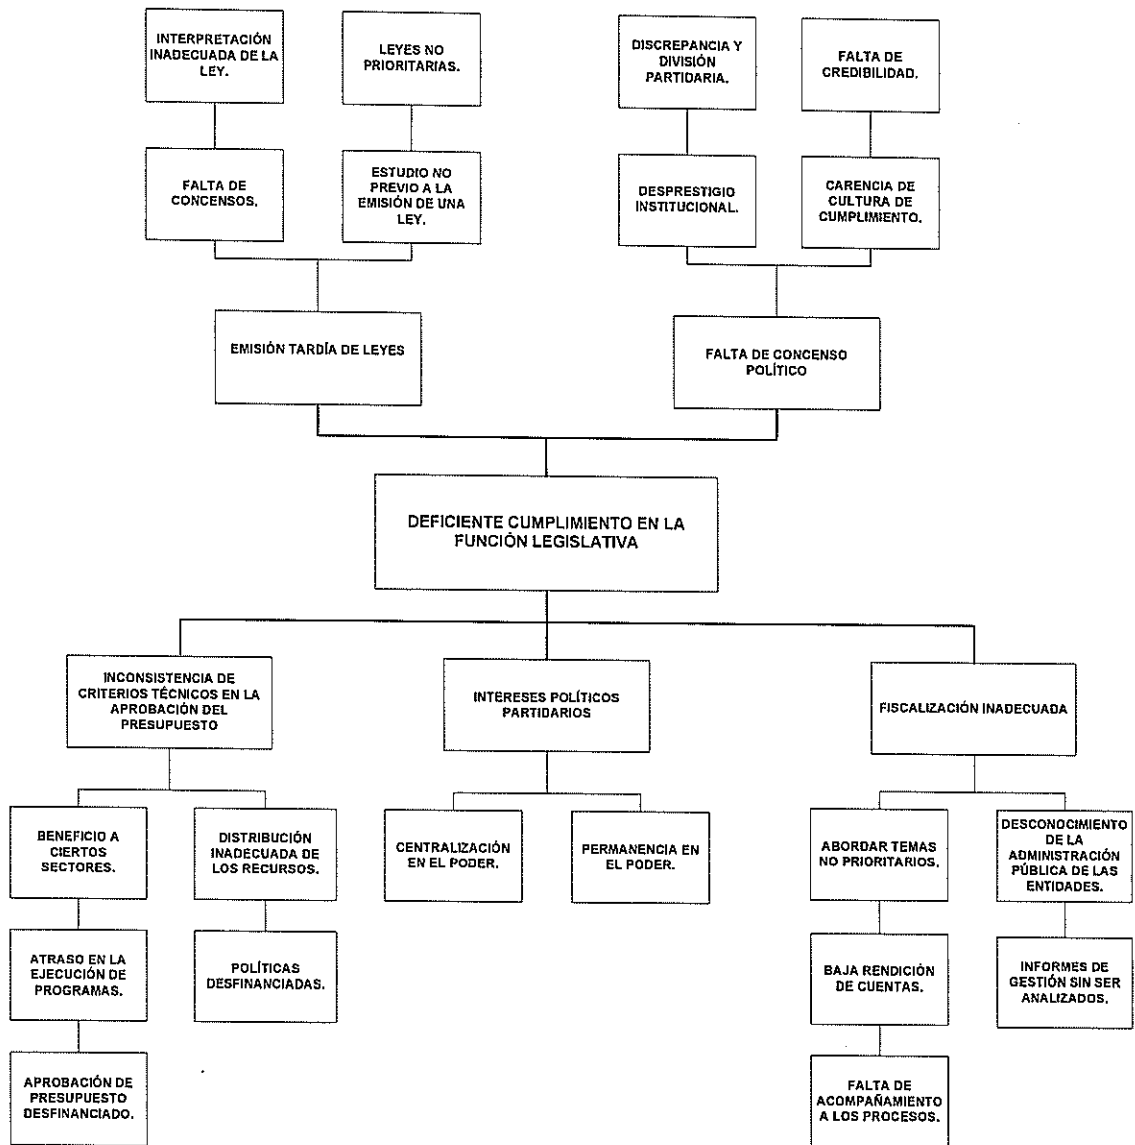 INTERPRETACIÓN
INADECUADA DE LA
LEY.
LEYES NO
PRIORITARIAS.
DISCREPANCIA Y
DIVISIÓN
PARTIDARIA.
FALTA DE
CREDIBILIDAD.
FALTA DE
CONCENSOS.
ESTUDIO NO
PREVIO A LA
EMISIÓN DE UNA
LEY.
DESPRESTIGIO
INSTITUCIONAL.
CARENCIA DE
CULTURA DE
CUMPLIMIENTO.
EMISIÓN TARDÍA DE LEYES
FALTA DE CONCENSO
POLÍTICO
DEFICIENTE CUMPLIMIENTO EN LA
FUNCIÓN LEGISLATIVA
INCONSISTENCIA DE
CRITERIOS TÉCNICOS EN LA
APROBACIÓN DEL
PRESUPUESTO
INTERESES POLÍTICOS
PARTIDARIOS
FISCALIZACIÓN INADECUADA
BENEFICIO A
CIERTOS
SECTORES.
DISTRIBUCIÓN
INADECUADA DE
LOS RECURSOS.
CENTRALIZACIÓN
EN EL PODER.
PERMANENCIA EN
EL PODER.
ABORDAR TEMAS
NO PRIORITARIOS.
DESCONOCIMIENTO
DE LA
ADMINISTRACIÓN
PÚBLICA DE LAS
ENTIDADES.
ATRASO EN LA
EJECUCIÓN DE
PROGRAMAS.
POLÍTICAS
DESFINANCIADAS.
BAJA RENDICIÓN
DE CUENTAS.
INFORMES DE
GESTIÓN SIN SER
ANALIZADOS.
APROBACIÓN DE
PRESUPUESTO
DESFINANCIADO.
FALTA DE
ACOMPAÑAMIENTO
A LOS PROCESOS.